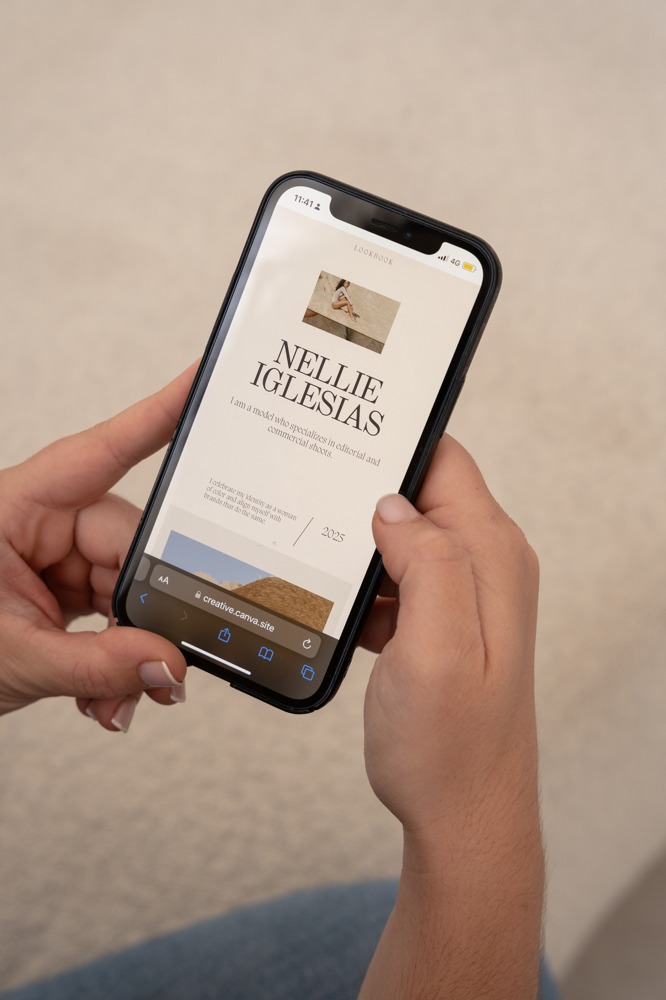 11:41
4G
LOOKBOOK
NELLIE
IGLESIAS
I am a model who specializes in editorial and
commercial shoots.
I celebrate my identity as a woman
of color and align myself with
brands that do the same.
2025
AA
creative.canva.site